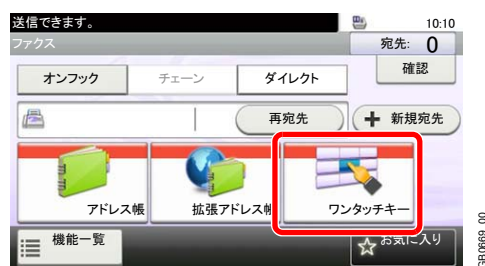 送信できます。
10:10
ファクス
宛先: 0
オンフック
チェーン
ダイレクト
確認
再宛先
新規宛先
アドレス帳
拡張アドレス帳
ワンタッチキー
機能一覧
お気に入り
GB0699_00